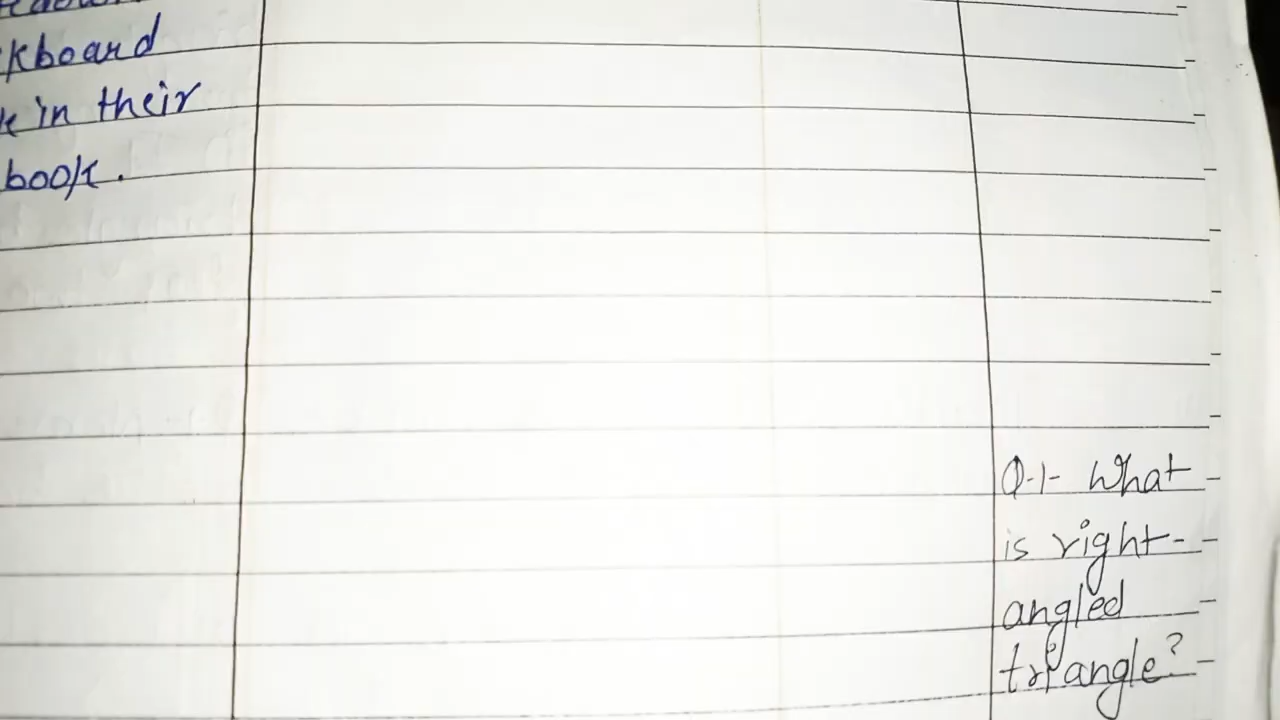 kboard
in their
book.
Q-1- What
is right-
angled
triangle?